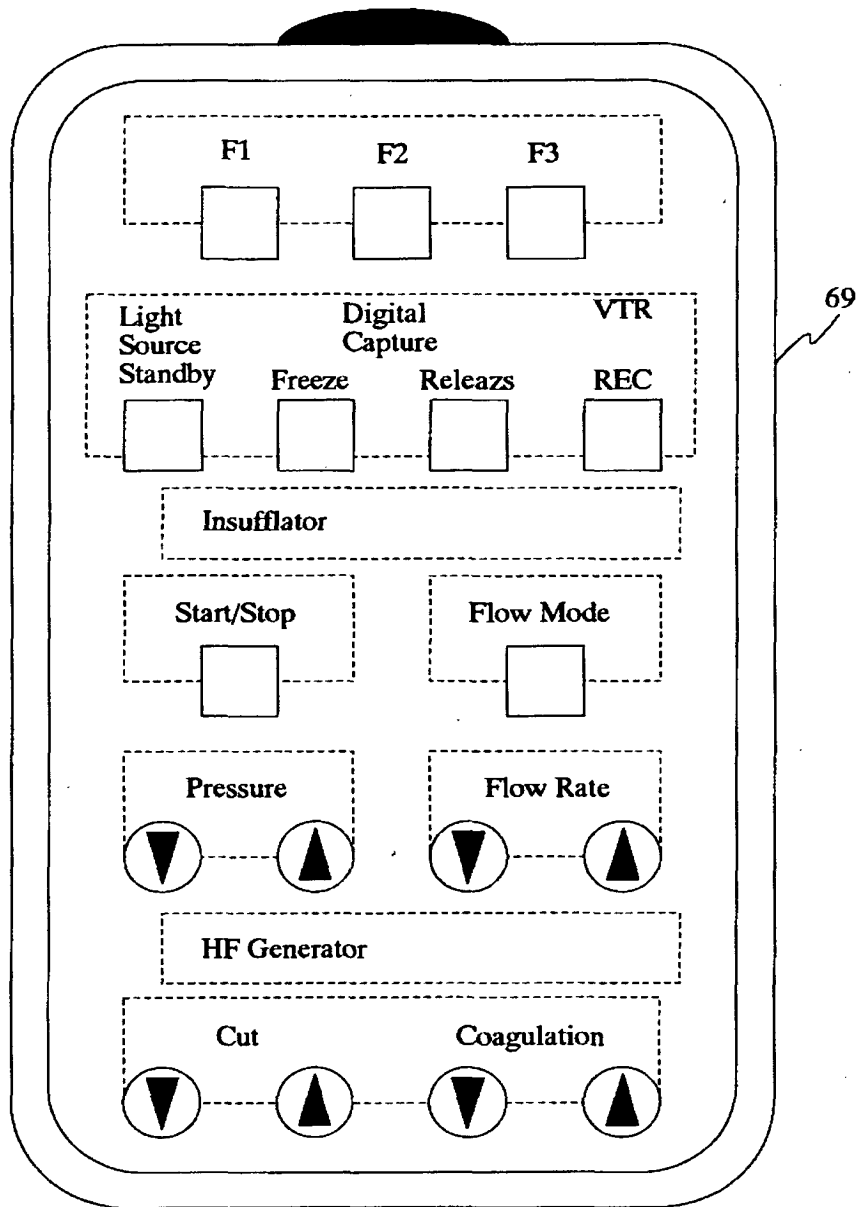 F1 F2 F3
69
Light Source Standby
Digital Capture
VTR
Freeze Releazs REC
Insufflator
Start/Stop Flow Mode
Pressure Flow Rate
HF Generator
Cut Coagulation